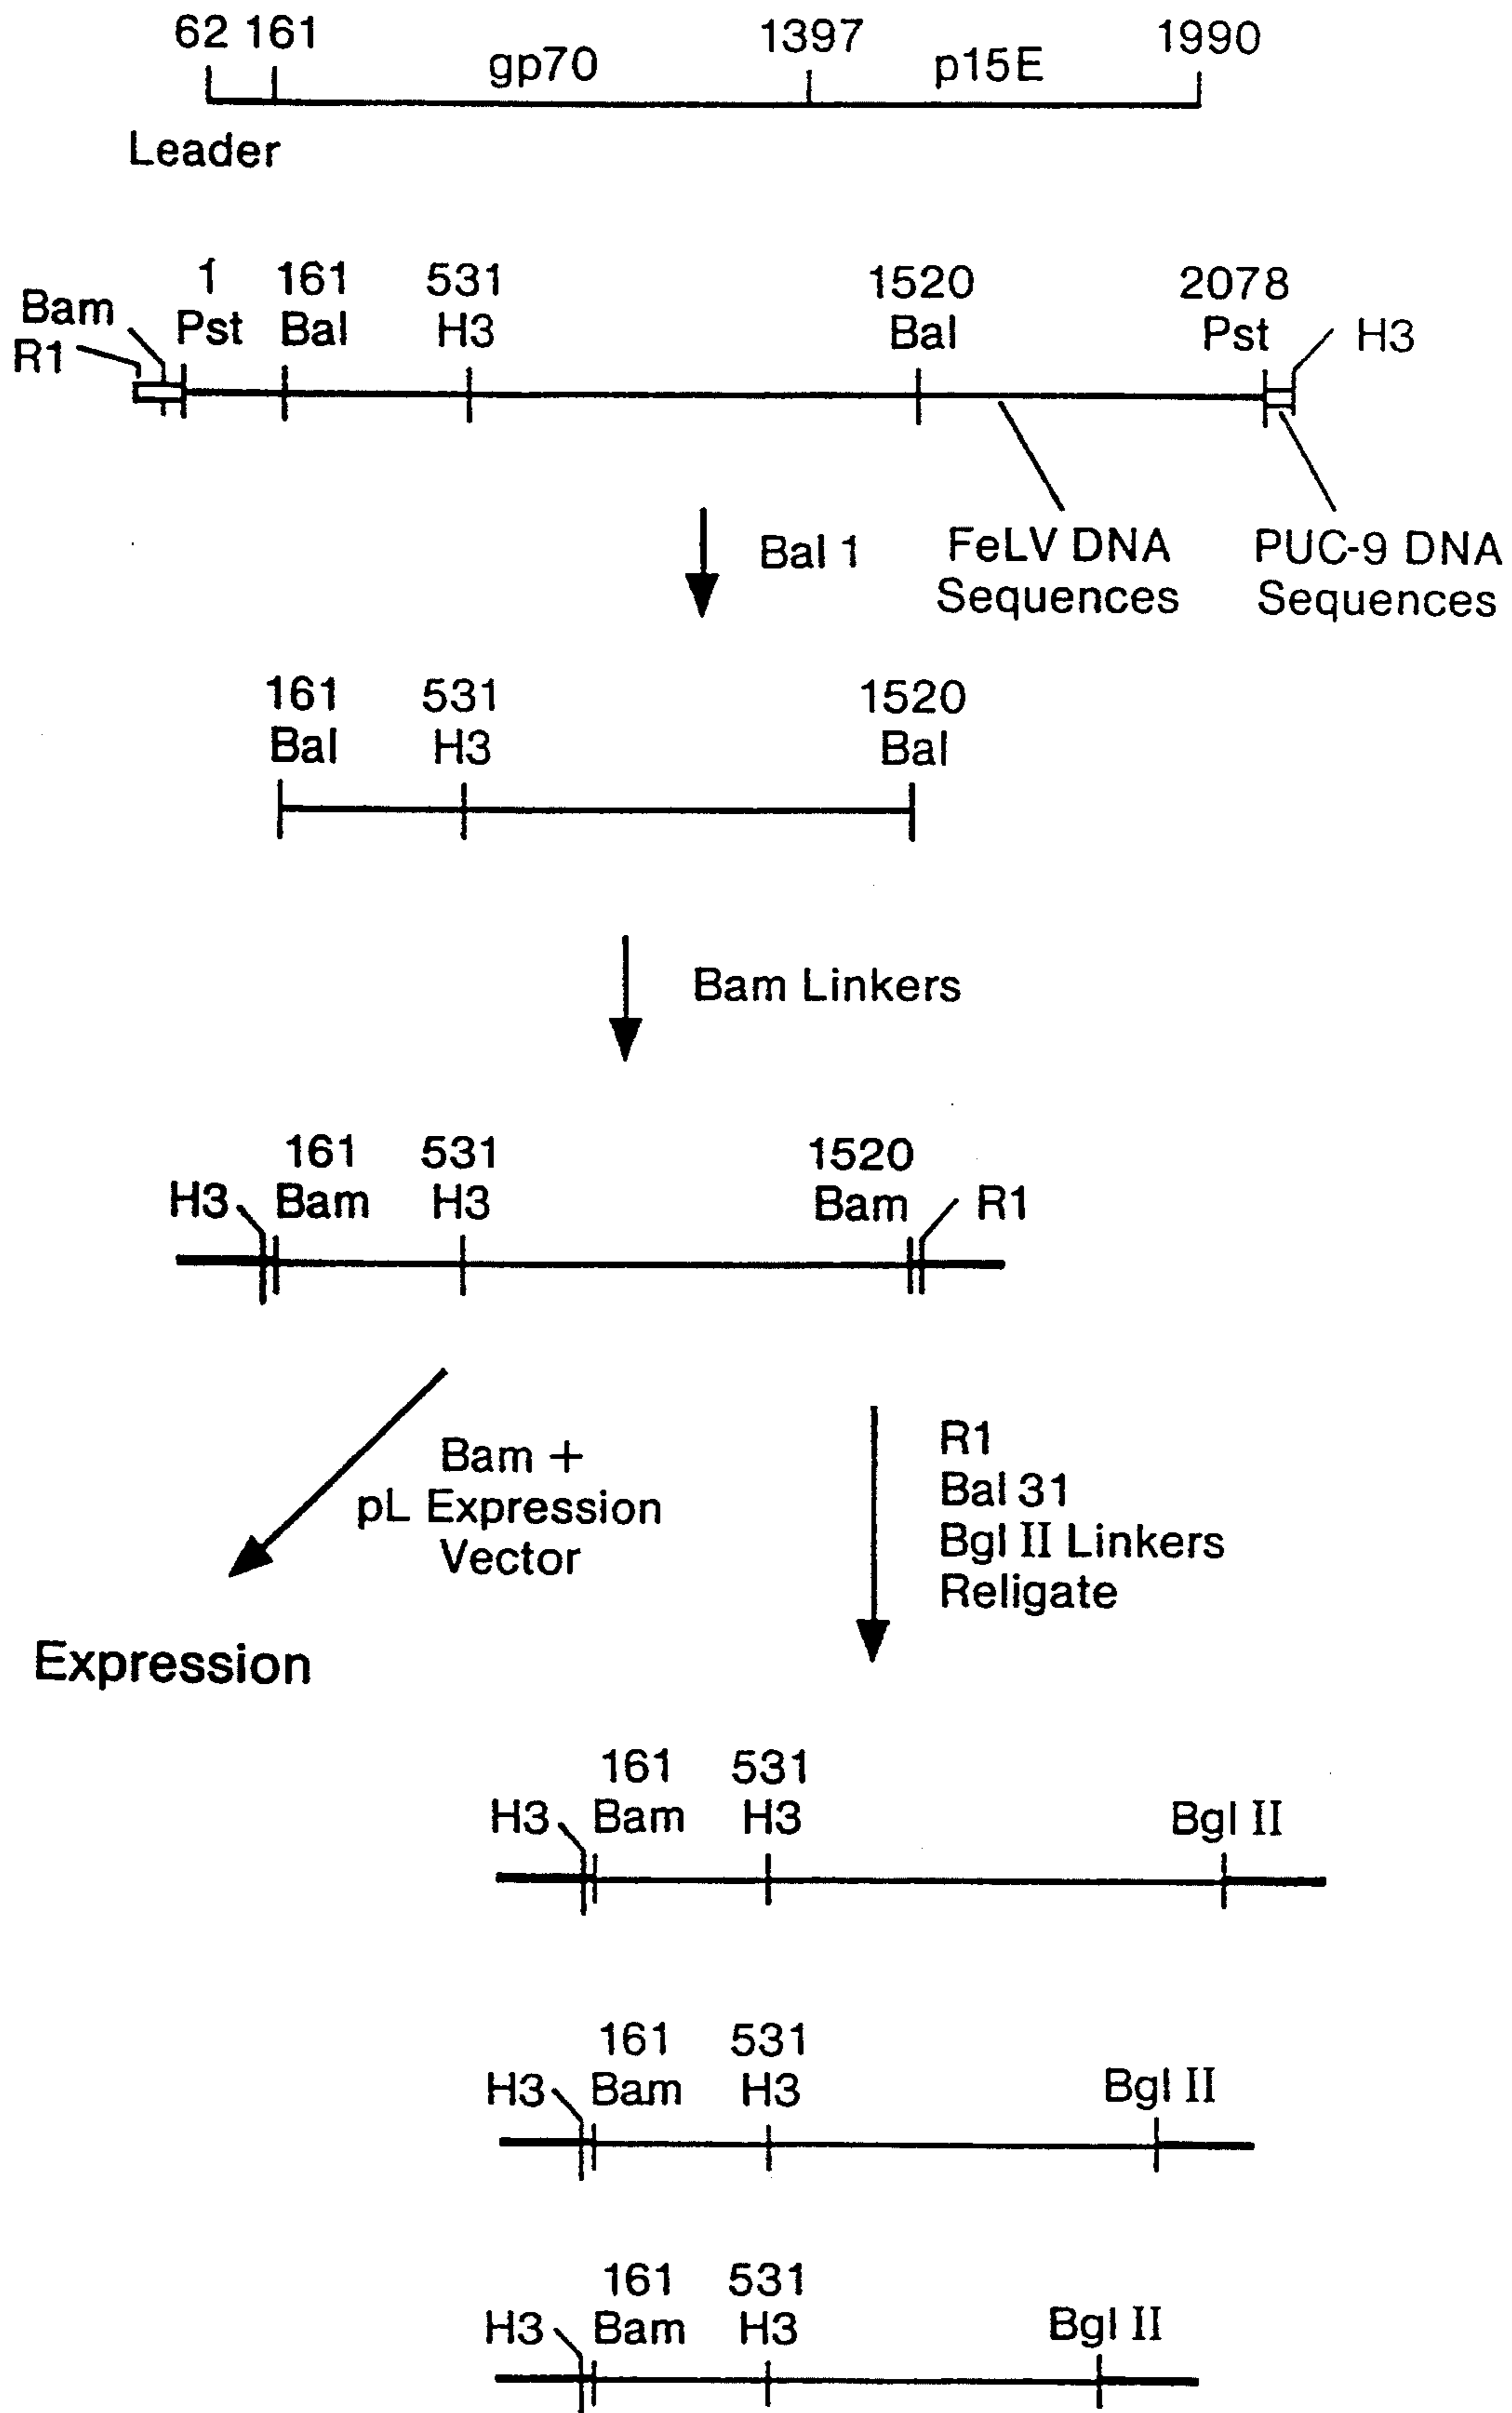 62 161 gp70 1397 p15E 1990
Leader
1 161 531 1520 2078
Bam Pst Bal H3 Bal Pst H3
R1
Bal 1
FeLV DNA PUC-9 DNA
Sequences Sequences
161 531 1520
Bal H3 Bal
Bam Linkers
161 531 1520
H3 Bam H3 Bam R1
Bam +
pL Expression
Vector
R1
Bal 31
Bgl II Linkers
Religate
Expression
161 531
H3 Bam H3 Bgl II
161 531
H3 Bam H3 Bgl II
161 531
H3 Bam H3 Bgl II